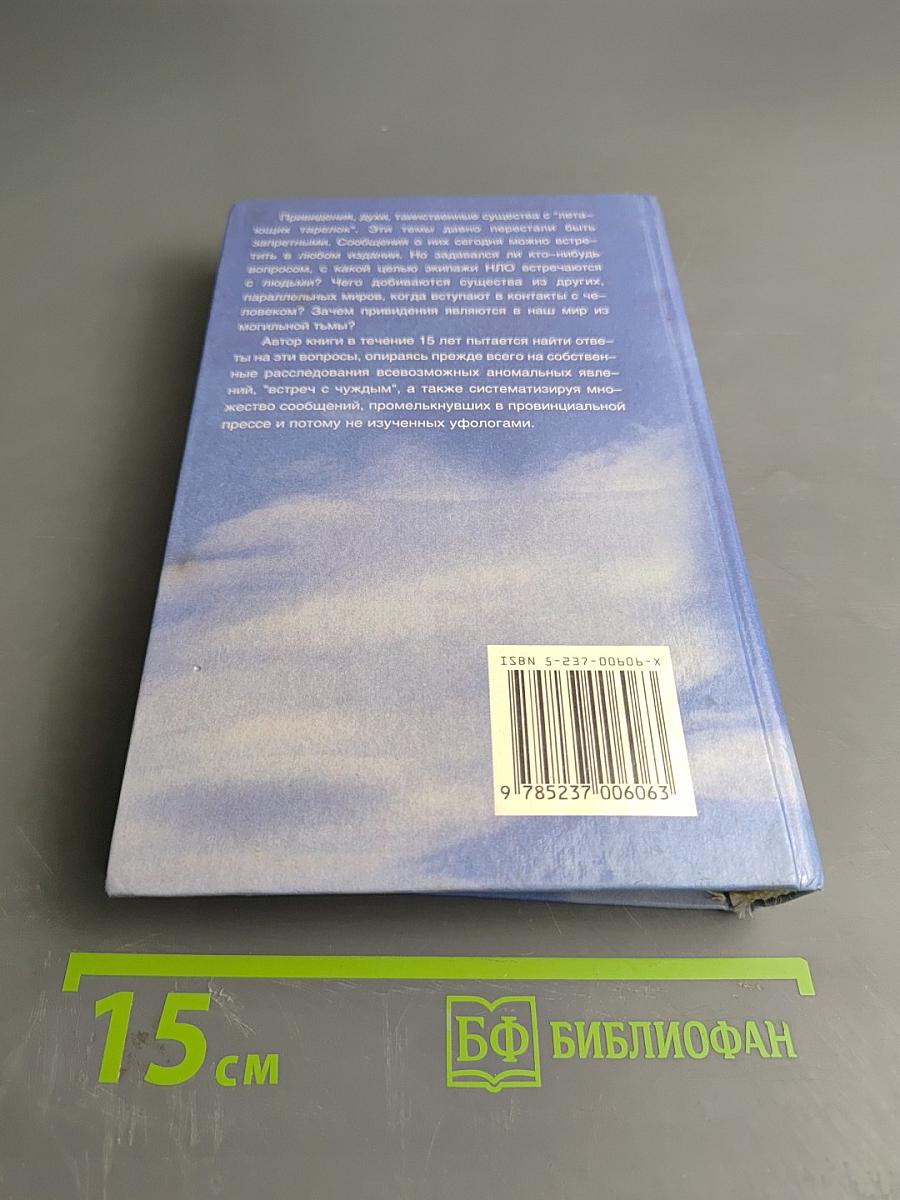 Привидения, духи, таинственные существа с "лета-
ющих тарелок". Эти темы давно перестали быть
запретными. Сообщения о них сегодня можно встре-
тить в любом издании. Но задавался ли кто-нибудь
вопросом, с какой целью экипажи НЛО встречаются
с людьми? Чего добиваются существа из других,
параллельных миров, когда вступают в контакты с че-
ловеком? Зачем привидения являются в наш мир из
могильной тьмы?
Автор книги в течение 15 лет пытается найти отве-
ты на эти вопросы, опираясь прежде всего на собствен-
ные расследования всевозможных аномальных явле-
ний, "встреч с чуждым", а также систематизируя мно-
жество сообщений, промелькнувших в провинциальной
прессе и потому не изученных уфологами.
ISBN 5-237-00606-X
9 785237 006063
15 см
БФ БИБЛИОФАН